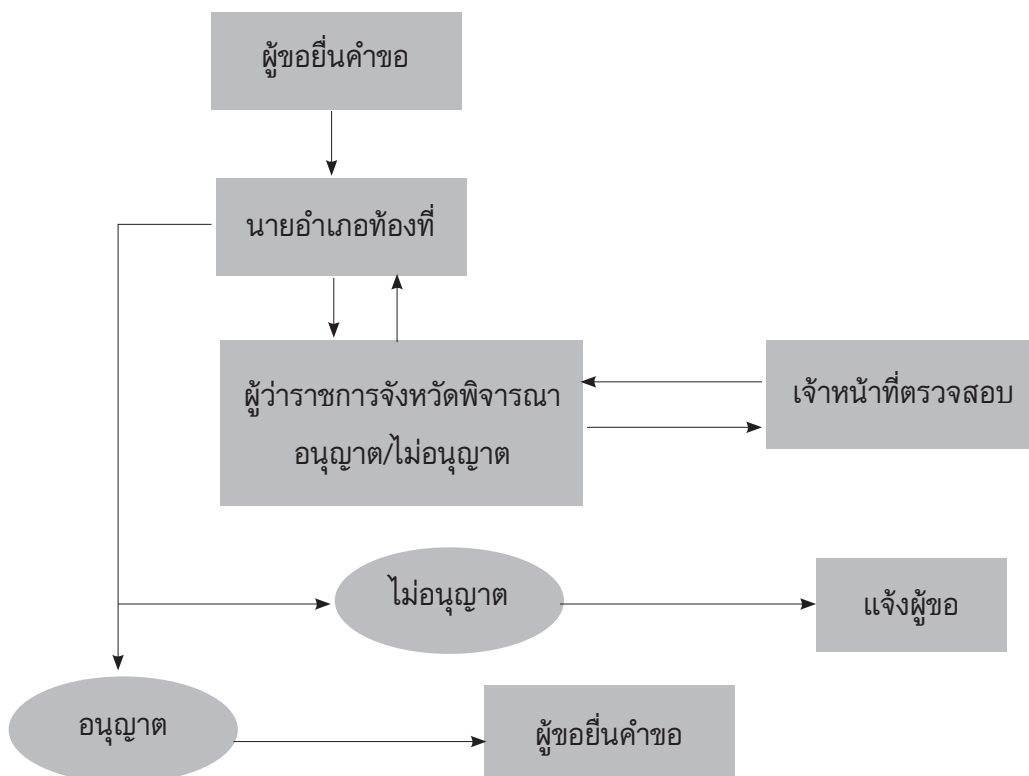 ผู้ขอยื่นคำขอ
นายอำเภอท้องที่
ผู้ว่าราชการจังหวัดพิจารณา
อนุญาต/ไม่อนุญาต
เจ้าหน้าที่ตรวจสอบ
ไม่อนุญาต
แจ้งผู้ขอ
อนุญาต
ผู้ขอยื่นคำขอ